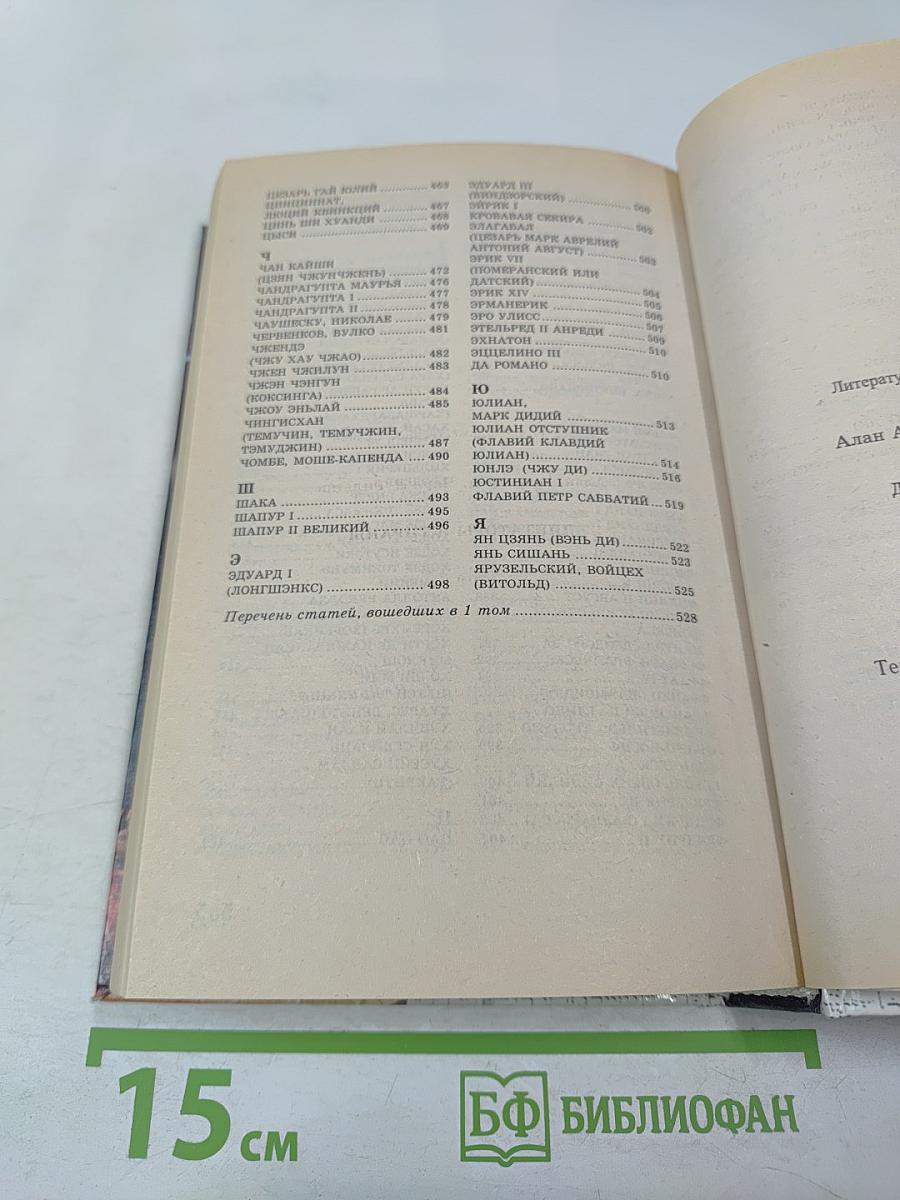 ЦЕЗАРЬ ГАЙ ЮЛИЙ ............ 463
ЦИНЦИННАТ,
ЛЮЦИЙ КВИНКЦИЙ ........... 467
ЦИНЬ ШИ ХУАНДИ ........... 468
ЦЫСИ ................................. 469
Ч
ЧАН КАЙШИ
(ЦЗЯН ЧЖУНЧЖЕНЬ) .......... 472
ЧАНДРАГУПТА МАУРЬЯ ....... 476
ЧАНДРАГУПТА I .................. 477
ЧАНДРАГУПТА II ................. 478
ЧАУШЕСКУ, НИКОЛАЕ ......... 479
ЧЕРВЕНКОВ, ВУЛКО ............ 481
ЧЖЕНДЭ
(ЧЖУ ХАУ ЧЖАО) ............... 482
ЧЖЕН ЧЖИЛУН .................. 483
ЧЖЭН ЧЭНГУН
(КОКСИНГА) ....................... 484
ЧЖОУ ЭНЬЛАЙ ................... 485
ЧИНГИСХАН
(ТЕМУЧИН, ТЕМУЧЖИН,
ТЭМУДЖИН) ....................... 487
ЧОМБЕ, МОШЕ-КАПЕНДА .... 490
Ш
ШАКА ................................. 493
ШАПУР I ............................. 495
ШАПУР II ВЕЛИКИЙ ............. 496
Э
ЭДУАРД I
(ЛОНГШЭНКС) .................... 498
ЭДУАРД III
(ВИНДЗОРСКИЙ) ................. 500
ЭЙРИК I
КРОВАВАЯ СЕКИРА ............. 502
ЭЛАГАБАЛ
(ЦЕЗАРЬ МАРК АВРЕЛИЙ
АНТОНИЙ АВГУСТ) ............. 503
ЭРИК VII
(ПОМЕРАНСКИЙ ИЛИ
ДАТСКИЙ) .......................... 504
ЭРИК XIV ........................... 505
ЭРМАНЕРИК ....................... 506
ЭРО УЛИСС ......................... 507
ЭТЕЛЬРЕД II АНРЕДИ .......... 509
ЭХНАТОН ........................... 510
ЭЦЦЕЛИНО III
ДА РОМАНО ....................... 510
Ю
ЮЛИАН,
МАРК ДИДИЙ ..................... 513
ЮЛИАН ОТСТУПНИК
(ФЛАВИЙ КЛАВДИЙ
ЮЛИАН) ............................. 514
ЮНЛЭ (ЧЖУ ДИ) ................ 516
ЮСТИНИАН I
ФЛАВИЙ ПЕТР САББАТИЙ .. 519
Я
ЯН ЦЗЯНЬ (ВЭНЬ ДИ) .......... 522
ЯНЬ СИШАНЬ ..................... 523
ЯРУЗЕЛЬСКИЙ, ВОЙЦЕХ
(ВИТОЛЬД) ......................... 525
Перечень статей, вошедших в 1 том ........................ 528
Литерату
Алан А
Д
Те
15 см
БФ БИБЛИОФАН